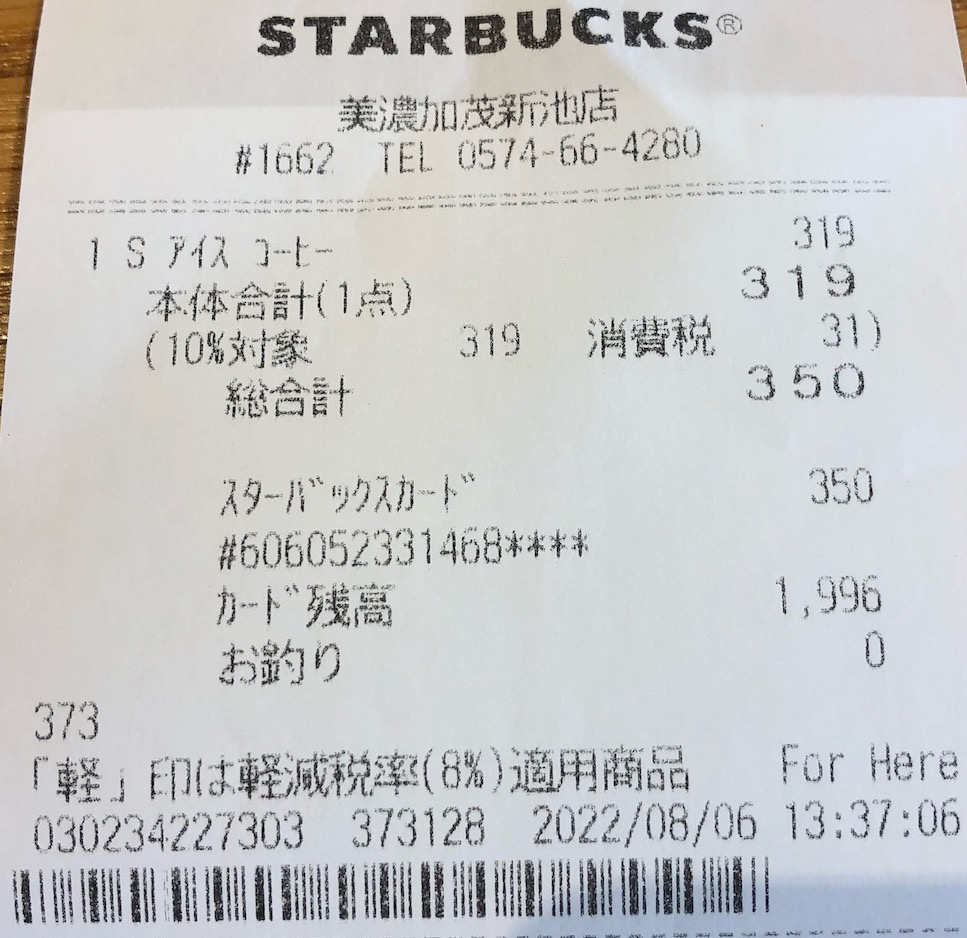 STARBUCKS®
美濃加茂新池店
#1662 TEL 0574-66-4280
1 S アイス コーヒー 319
本体合計(1点) 319
(10%対象 319 消費税 31)
総合計 350
スターバックスカード 350
#606052331468****
カード残高 1,996
お釣り 0
373
「軽」印は軽減税率(8%)適用商品 For Here
030234227303 373128 2022/08/06 13:37:06